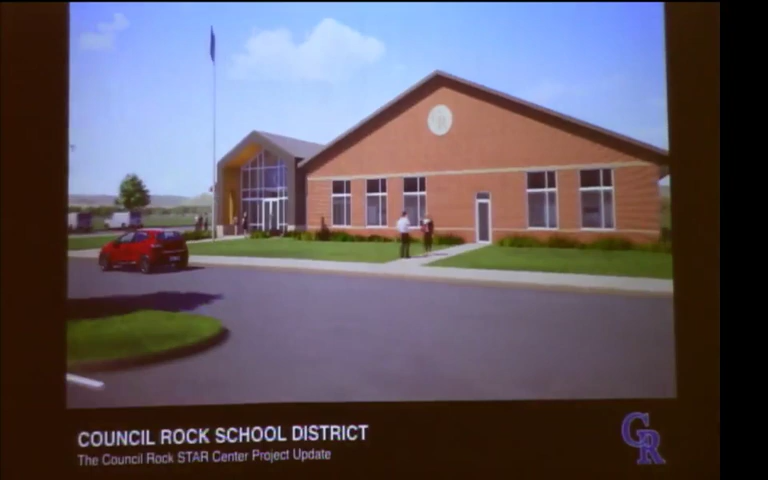 COUNCIL ROCK SCHOOL DISTRICT
The Council Rock STAR Center Project Update
CR